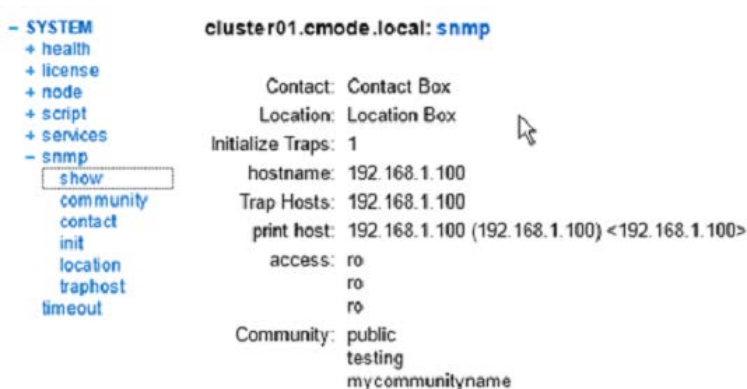 − SYSTEM
+ health
+ license
+ node
+ script
+ services
− snmp
show
community
contact
init
location
traphost
timeout
cluster01.cmode.local: snmp
Contact: Contact Box
Location: Location Box
Initialize Traps: 1
hostname: 192.168.1.100
Trap Hosts: 192.168.1.100
print host: 192.168.1.100 (192.168.1.100) <192.168.1.100>
access: ro
ro
ro
Community: public
testing
mycommunityname